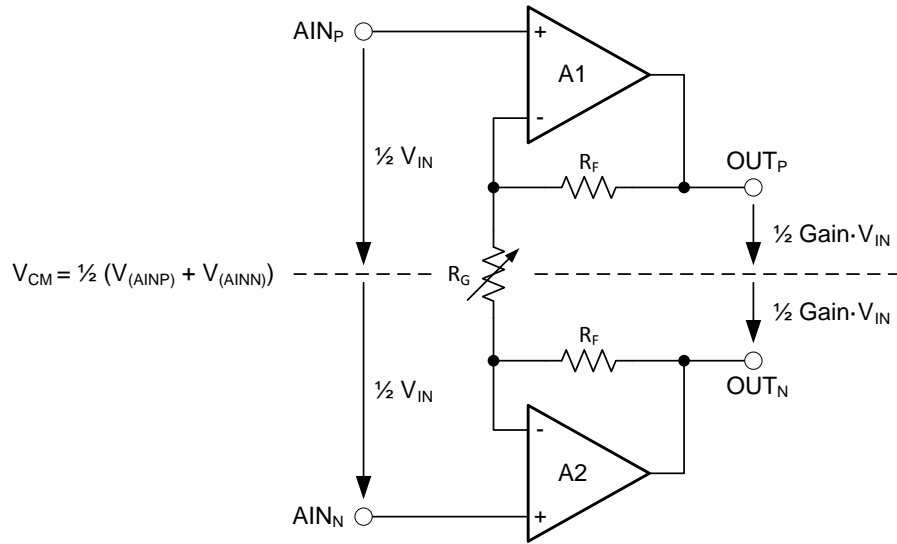 AINP
+
A1
-
½ VIN
RF
OUTP
½ Gain·VIN
VCM = ½ (V(AINP) + V(AINN))
RG
½ Gain·VIN
RF
OUTN
½ VIN
-
A2
+
AINN